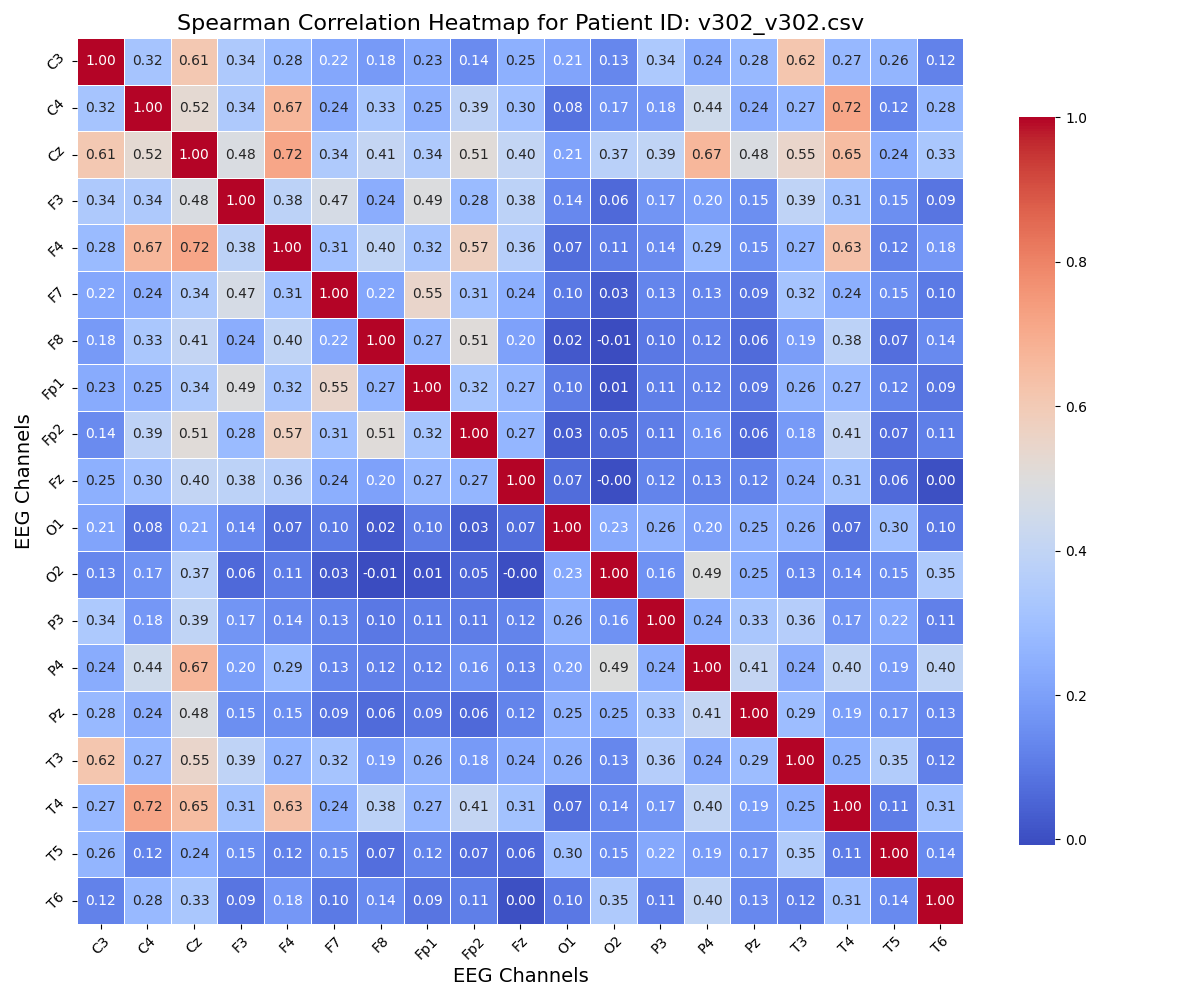 Spearman Correlation Heatmap for Patient ID: v302_v302.csv
EEG Channels
C3 1.00 0.32 0.61 0.34 0.28 0.22 0.18 0.23 0.14 0.25 0.21 0.13 0.34 0.24 0.28 0.62 0.27 0.26 0.12
C4 0.32 1.00 0.52 0.34 0.67 0.24 0.33 0.25 0.39 0.30 0.08 0.17 0.18 0.44 0.24 0.27 0.72 0.12 0.28
Cz 0.61 0.52 1.00 0.48 0.72 0.34 0.41 0.34 0.51 0.40 0.21 0.37 0.39 0.67 0.48 0.55 0.65 0.24 0.33
F3 0.34 0.34 0.48 1.00 0.38 0.47 0.24 0.49 0.28 0.38 0.14 0.06 0.17 0.20 0.15 0.39 0.31 0.15 0.09
F4 0.28 0.67 0.72 0.38 1.00 0.31 0.40 0.32 0.57 0.36 0.07 0.11 0.14 0.29 0.15 0.27 0.63 0.12 0.18
F7 0.22 0.24 0.34 0.47 0.31 1.00 0.22 0.55 0.31 0.24 0.10 0.03 0.13 0.13 0.09 0.32 0.24 0.15 0.10
F8 0.18 0.33 0.41 0.24 0.40 0.22 1.00 0.27 0.51 0.20 0.02 -0.01 0.10 0.12 0.06 0.19 0.38 0.07 0.14
Fp1 0.23 0.25 0.34 0.49 0.32 0.55 0.27 1.00 0.32 0.27 0.10 0.01 0.11 0.12 0.09 0.26 0.27 0.12 0.09
Fp2 0.14 0.39 0.51 0.28 0.57 0.31 0.51 0.32 1.00 0.27 0.03 0.05 0.11 0.16 0.06 0.18 0.41 0.07 0.11
Fz 0.25 0.30 0.40 0.38 0.36 0.24 0.20 0.27 0.27 1.00 0.07 -0.00 0.12 0.13 0.12 0.24 0.31 0.06 0.00
O1 0.21 0.08 0.21 0.14 0.07 0.10 0.02 0.10 0.03 0.07 1.00 0.23 0.26 0.20 0.25 0.26 0.07 0.30 0.10
O2 0.13 0.17 0.37 0.06 0.11 0.03 -0.01 0.01 0.05 -0.00 0.23 1.00 0.16 0.49 0.25 0.13 0.14 0.15 0.35
P3 0.34 0.18 0.39 0.17 0.14 0.13 0.10 0.11 0.11 0.12 0.26 0.16 1.00 0.24 0.33 0.36 0.17 0.22 0.11
P4 0.24 0.44 0.67 0.20 0.29 0.13 0.12 0.12 0.16 0.13 0.20 0.49 0.24 1.00 0.41 0.24 0.40 0.19 0.40
Pz 0.28 0.24 0.48 0.15 0.15 0.09 0.06 0.09 0.06 0.12 0.25 0.25 0.33 0.41 1.00 0.29 0.19 0.17 0.13
T3 0.62 0.27 0.55 0.39 0.27 0.32 0.19 0.26 0.18 0.24 0.26 0.13 0.36 0.24 0.29 1.00 0.25 0.35 0.12
T4 0.27 0.72 0.65 0.31 0.63 0.24 0.38 0.27 0.41 0.31 0.07 0.14 0.17 0.40 0.19 0.25 1.00 0.11 0.31
T5 0.26 0.12 0.24 0.15 0.12 0.15 0.07 0.12 0.07 0.06 0.30 0.15 0.22 0.19 0.17 0.35 0.11 1.00 0.14
T6 0.12 0.28 0.33 0.09 0.18 0.10 0.14 0.09 0.11 0.00 0.10 0.35 0.11 0.40 0.13 0.12 0.31 0.14 1.00
C3 C4 Cz F3 F4 F7 F8 Fp1 Fp2 Fz O1 O2 P3 P4 Pz T3 T4 T5 T6
EEG Channels
1.0
0.8
0.6
0.4
0.2
0.0